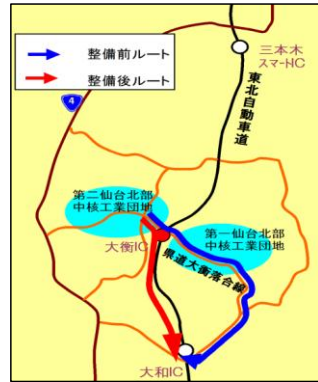 整備前ルート
整備後ルート
三本木
スマートIC
4
東北自動車道
第二仙台北部
中核工業団地
大衡IC
第一仙台北部
中核工業団地
県道大衡落合線
大和IC